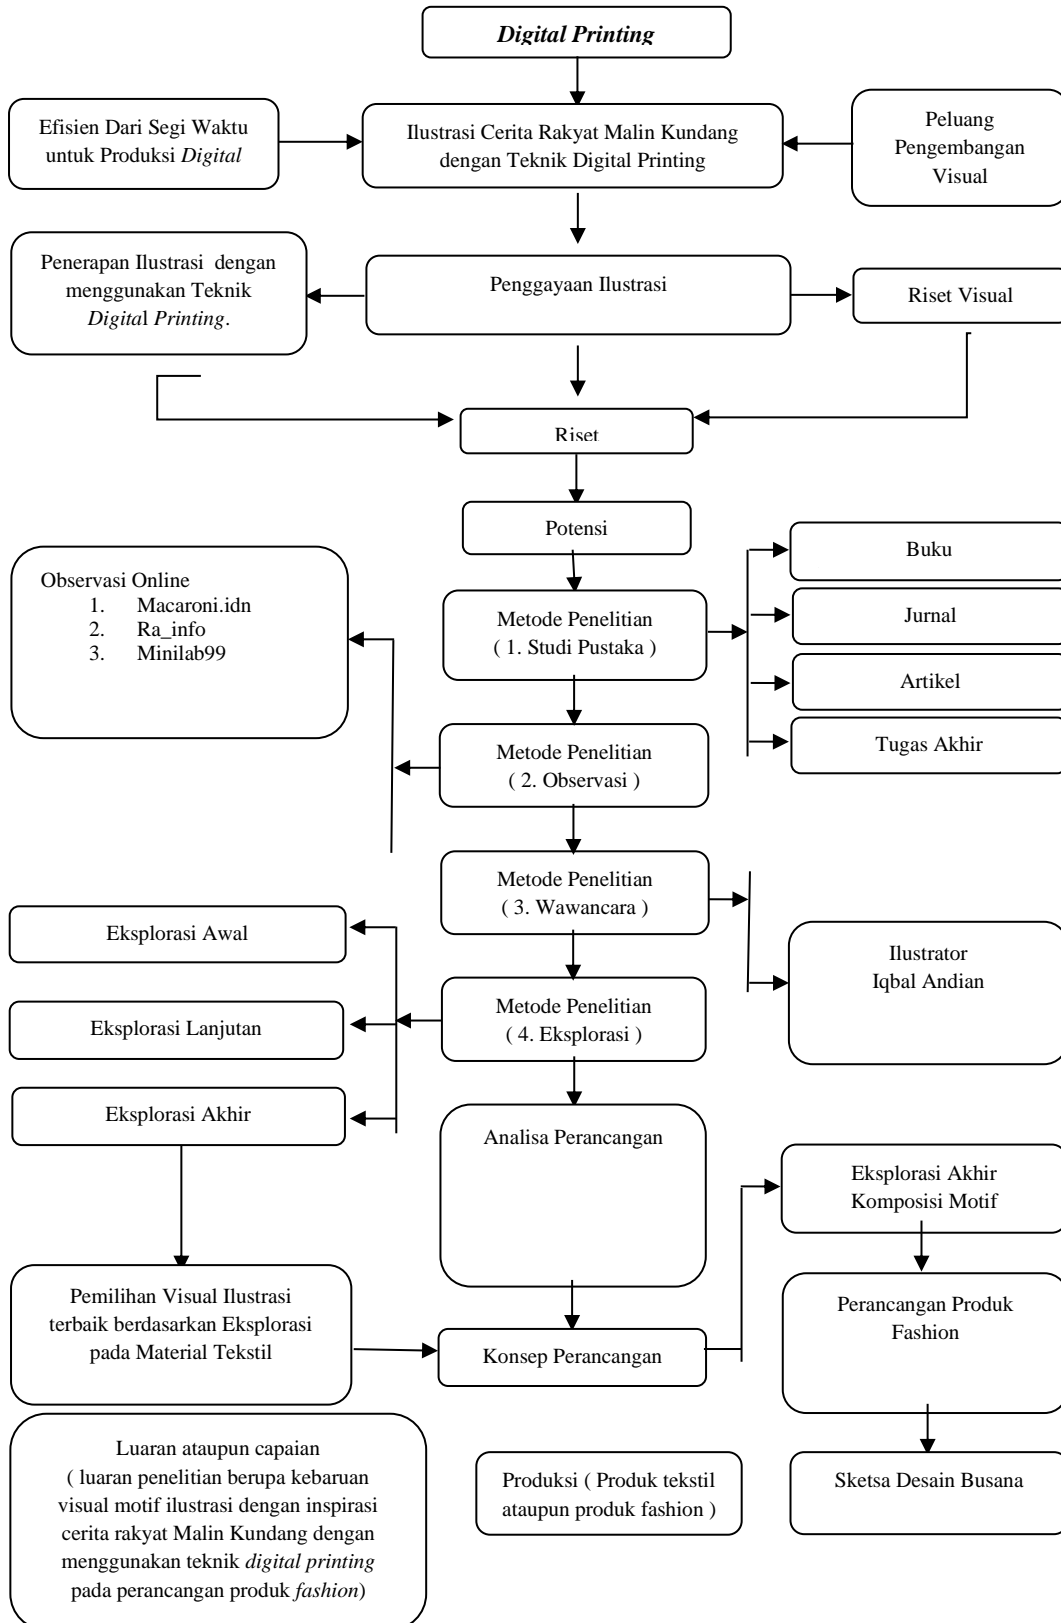 Digital Printing
Efisien Dari Segi Waktu
untuk Produksi Digital
Ilustrasi Cerita Rakyat Malin Kundang
dengan Teknik Digital Printing
Peluang
Pengembangan
Visual
Penerapan Ilustrasi dengan
menggunakan Teknik
Digital Printing.
Penggayaan Ilustrasi
Riset Visual
Riset
Potensi
Observasi Online
1. Macaroni.idn
2. Ra_info
3. Minilab99
Metode Penelitian
( 1. Studi Pustaka )
Buku
Jurnal
Artikel
Tugas Akhir
Metode Penelitian
( 2. Observasi )
Metode Penelitian
( 3. Wawancara )
Ilustrator
Iqbal Andian
Eksplorasi Awal
Eksplorasi Lanjutan
Eksplorasi Akhir
Metode Penelitian
( 4. Eksplorasi )
Analisa Perancangan
Eksplorasi Akhir
Komposisi Motif
Pemilihan Visual Ilustrasi
terbaik berdasarkan Eksplorasi
pada Material Tekstil
Konsep Perancangan
Perancangan Produk
Fashion
Luaran ataupun capaian
( luaran penelitian berupa kebaruan
visual motif ilustrasi dengan inspirasi
cerita rakyat Malin Kundang dengan
menggunakan teknik digital printing
pada perancangan produk fashion)
Produksi ( Produk tekstil
ataupun produk fashion )
Sketsa Desain Busana